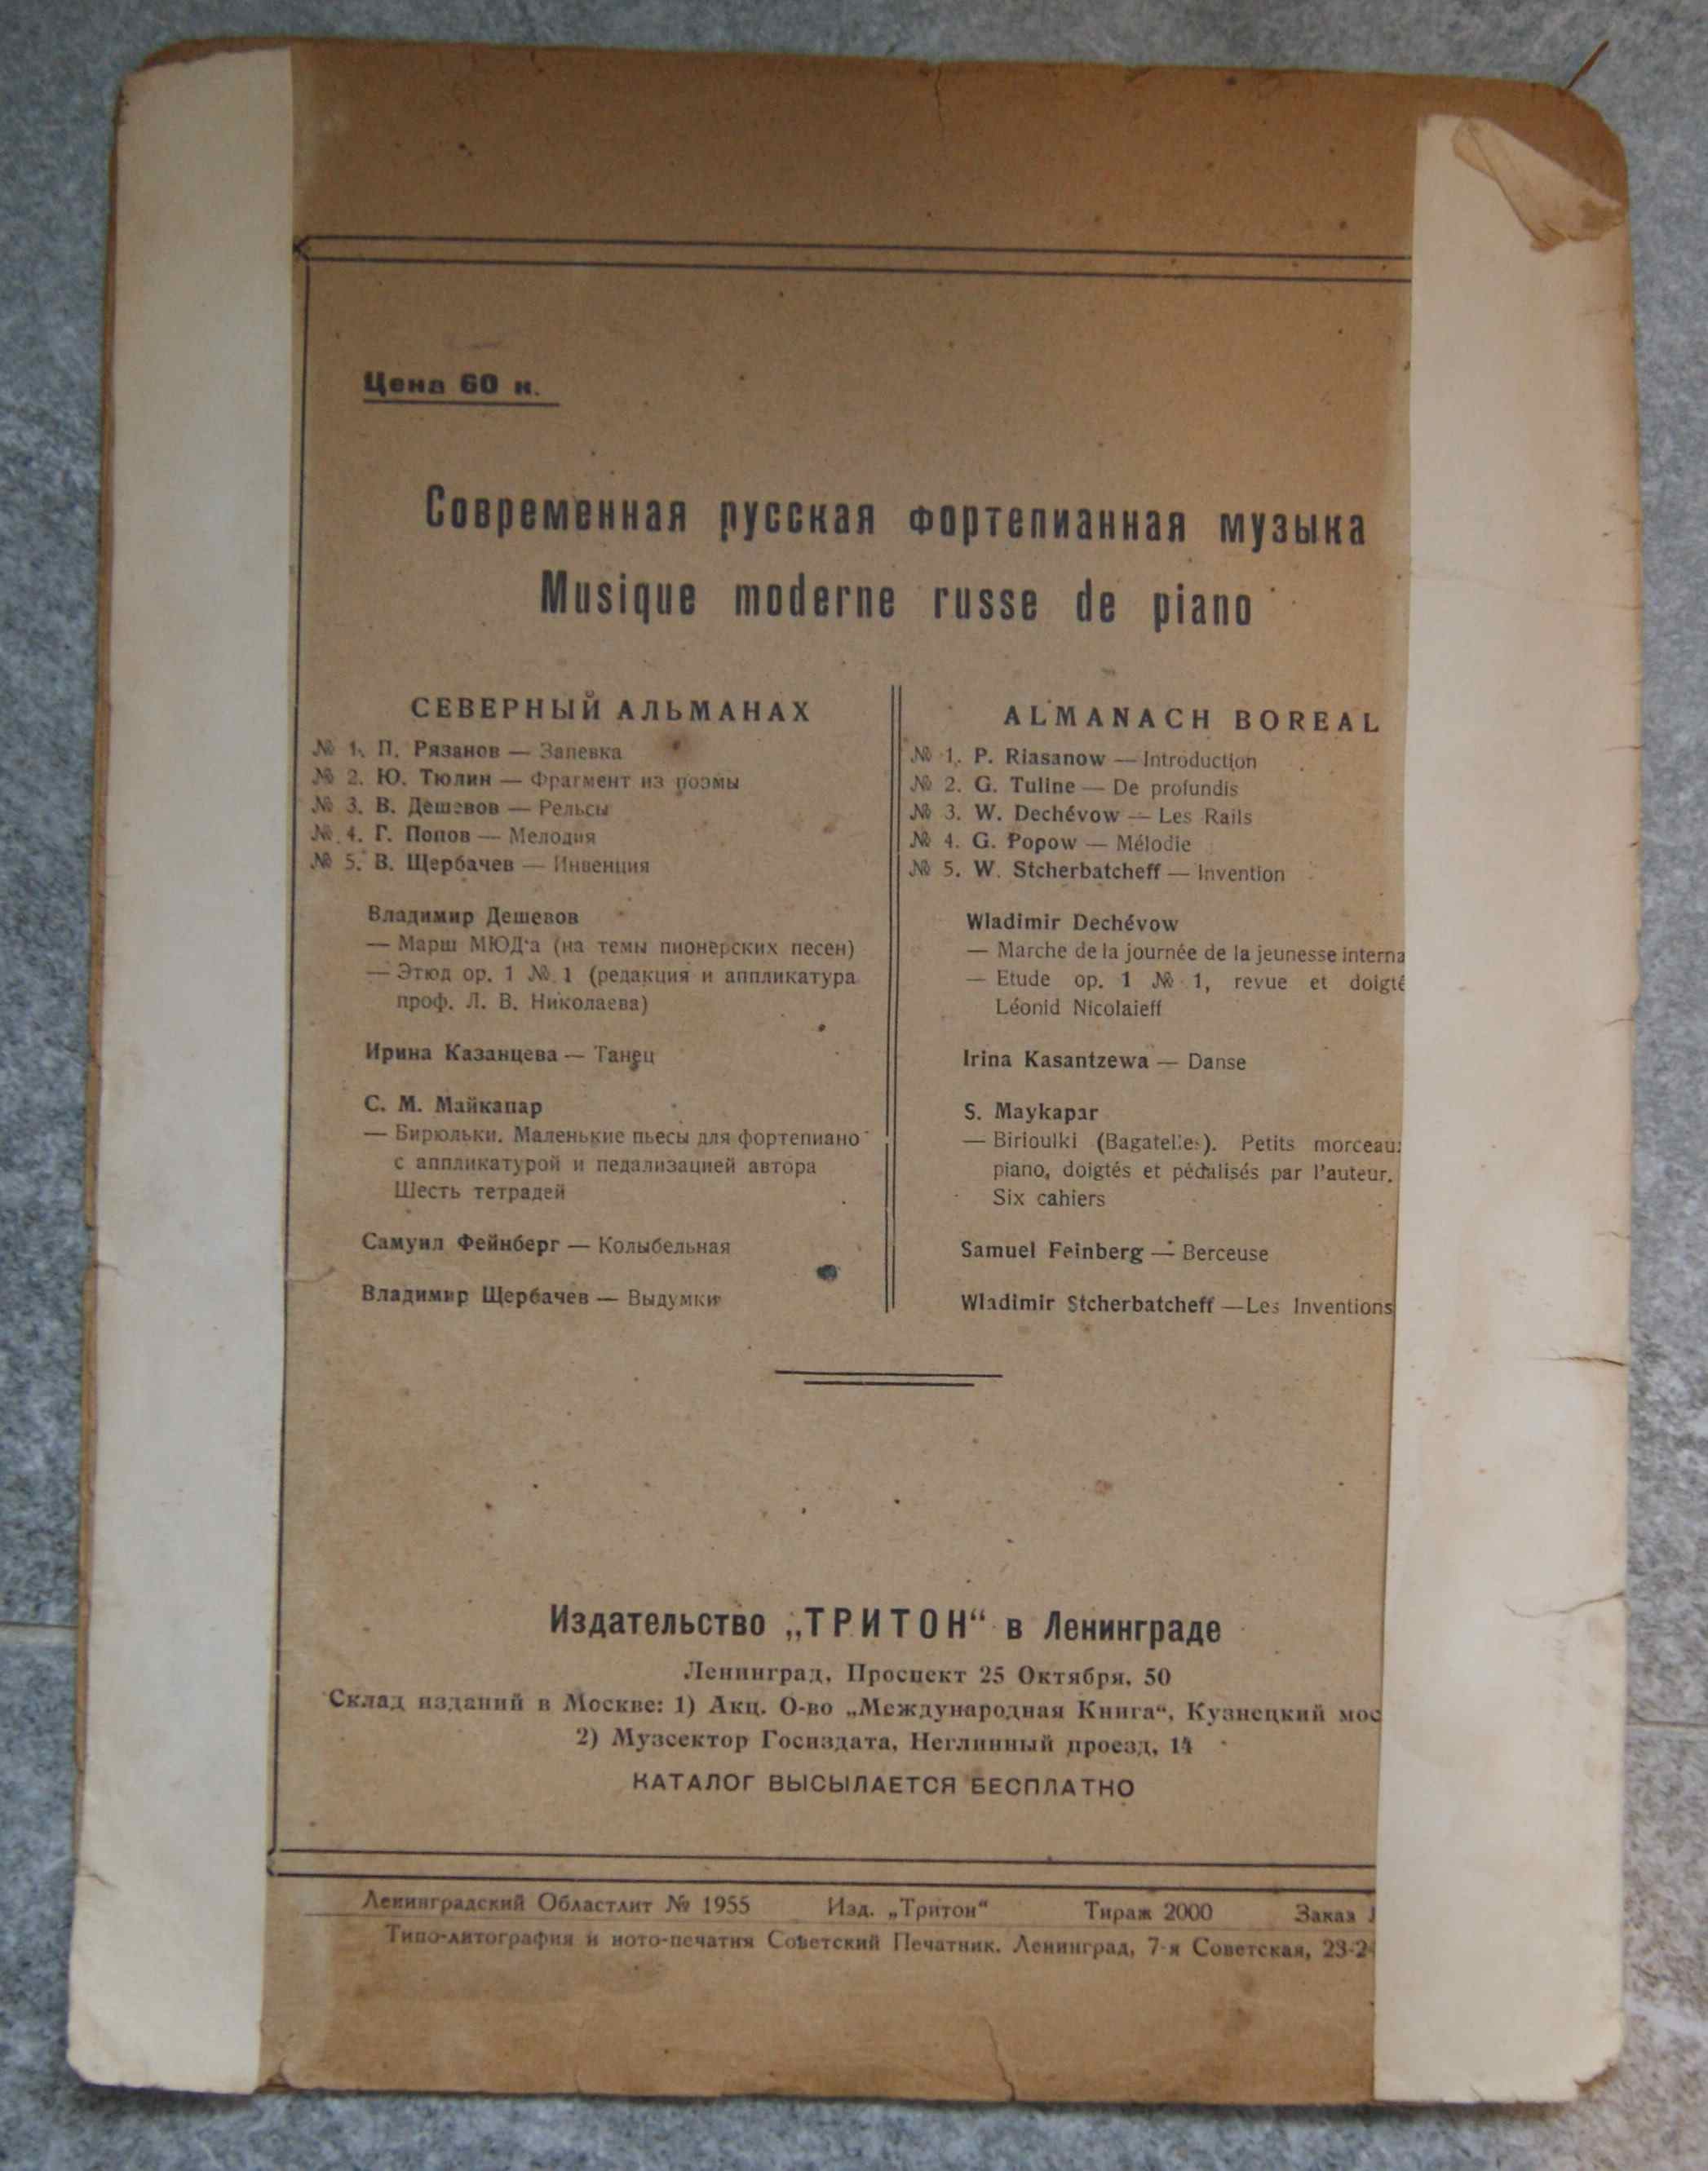 Цена 60 к.
Современная русская фортепианная музыка
Musique moderne russe de piano
СЕВЕРНЫЙ АЛЬМАНАХ
№ 1. П. Рязанов — Запевка
№ 2. Ю. Тюлин — Фрагмент из поэмы
№ 3. В. Дешевов — Рельсы
№ 4. Г. Попов — Мелодия
№ 5. В. Щербачев — Инвенция
Владимир Дешевов
— Марш МЮД'а (на темы пионерских песен)
— Этюд op. 1 № 1 (редакция и аппликатура
проф. Л. В. Николаева)
Ирина Казанцева — Танец
С. М. Майкапар
— Бирюльки. Маленькие пьесы для фортепиано
с аппликатурой и педализацией автора
Шесть тетрадей
Самуил Фейнберг — Колыбельная
Владимир Щербачев — Выдумки
ALMANACH BOREAL
№ 1. P. Riasanow — Introduction
№ 2. G. Tuline — De profundis
№ 3. W. Dechévow — Les Rails
№ 4. G. Popow — Mélodie
№ 5. W. Stcherbatcheff — Invention
Wladimir Dechévow
— Marche de la journée de la jeunesse interna
— Etude op. 1 № 1, revue et doigté
Léonid Nicolaieff
Irina Kasantzewa — Danse
S. Maykapar
— Birioulki (Bagatelles). Petits morceau
piano, doigtés et pédalisés par l'auteur.
Six cahiers
Samuel Feinberg — Berceuse
Wladimir Stcherbatcheff — Les Inventions
Издательство „ТРИТОН“ в Ленинграде
Ленинград, Проспект 25 Октября, 50
Склад изданий в Москве: 1) Акц. О-во „Международная Книга“, Кузнецкий мос
2) Музсектор Госиздата, Неглинный проезд, 14
КАТАЛОГ ВЫСЫЛАЕТСЯ БЕСПЛАТНО
Ленинградский Областлит № 1955 Изд. „Тритон“ Тираж 2000 Заказ
Типо-литография и ното-печатня Советский Печатник. Ленинград, 7-я Советская, 23-2